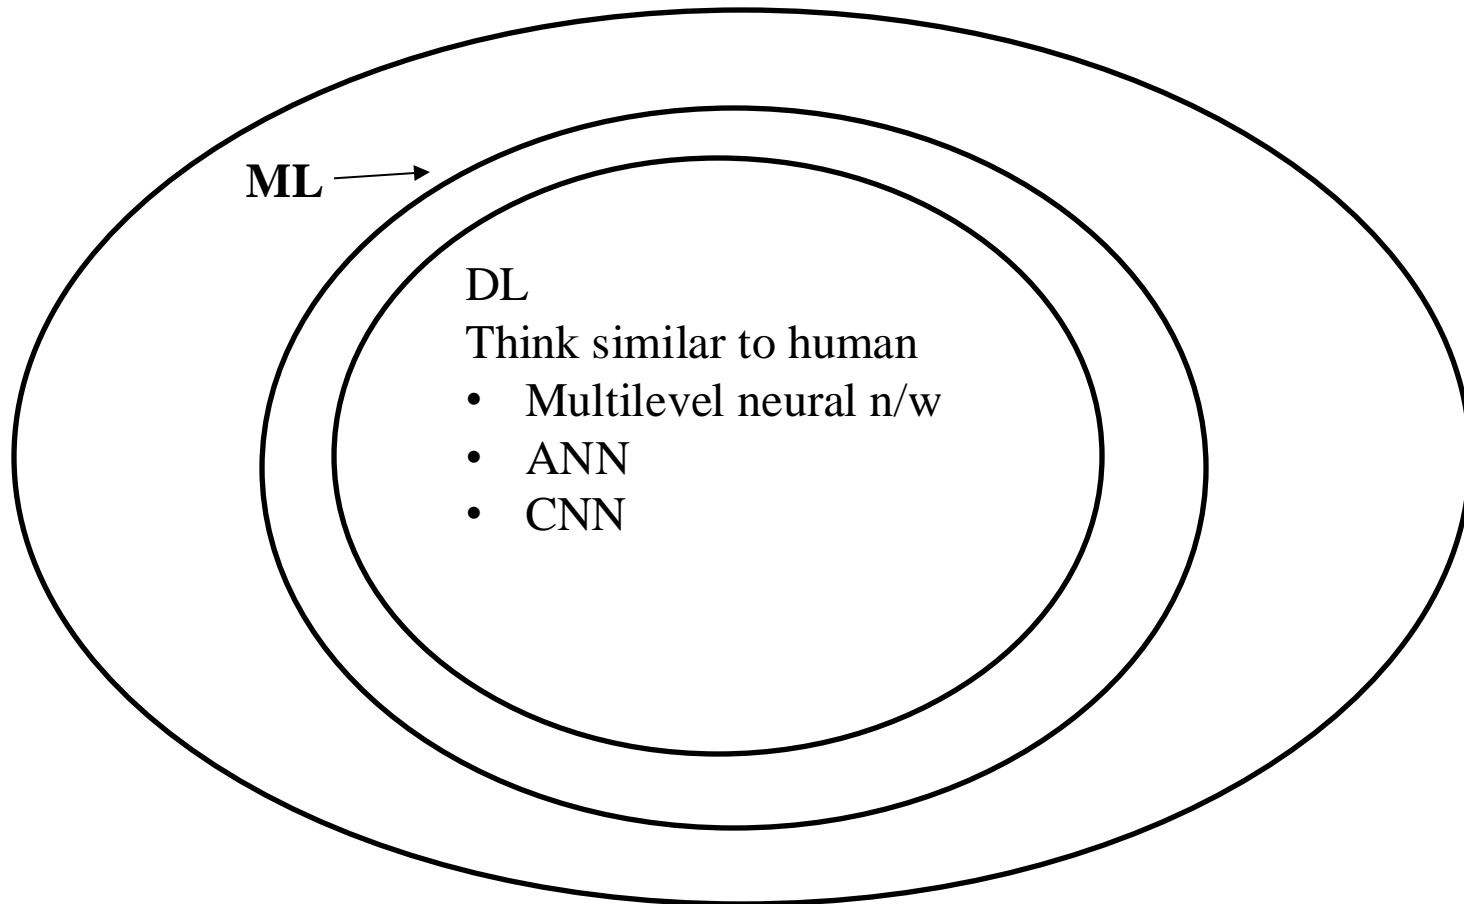 ML
DL
Think similar to human
• Multilevel neural n/w
• ANN
• CNN